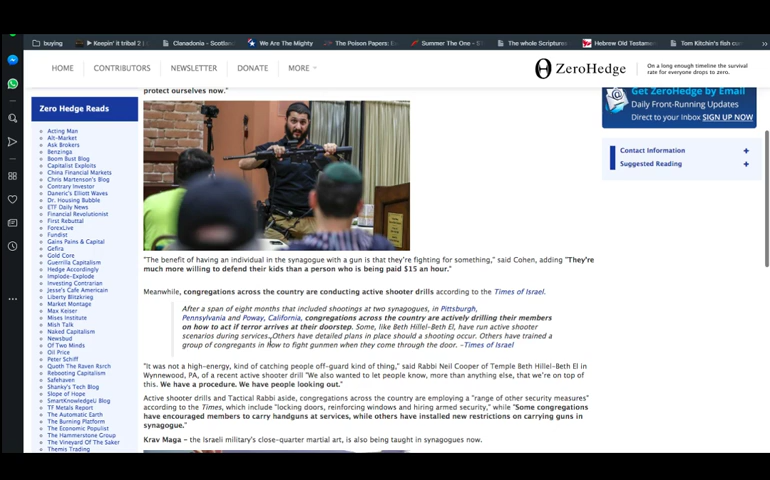 buying
Keepin' it tribal 2 |
Clanadonia - Scotlan
We Are The Mighty
The Poison Papers: E
Summer The One - S
The whole Scripture
Hebrew Old Testame
Tom Kitchin's fish cu
HOME
CONTRIBUTORS
NEWSLETTER
DONATE
MORE
ZeroHedge
On a long enough timeline the survival
rate for everyone drops to zero.
protect ourselves now."
Zero Hedge Reads
Acting Man
Alt-Market
Ask Brokers
Benzinga
Boom Bust Blog
Capitalist Exploits
China Financial Markets
Chris Martenson's Blog
Contrary Investor
Daneric's Elliott Waves
Dr. Housing Bubble
ETF Daily News
Financial Revolutionist
First Rebuttal
ForexLive
Fundist
Gains Pains & Capital
Gefira
Gold Core
Guerrilla Capitalism
Hedge Accordingly
Implode-Explode
Investing Contrarian
Jesse's Cafe Americain
Liberty Blitzkrieg
Market Montage
Max Keiser
Mises Institute
Mish Talk
Naked Capitalism
Newsbud
Of Two Minds
Oil Price
Peter Schiff
Quoth The Raven Rsrch
Rebooting Capitalism
Safehaven
Shanky's Tech Blog
Slope of Hope
SmartKnowledgeU Blog
TF Metals Report
The Automatic Earth
The Burning Platform
The Economic Populist
The Hammerstone Group
The Vineyard Of The Saker
Themis Trading
"The benefit of having an individual in the synagogue with a gun is that they're fighting for something," said Cohen, adding "They're
much more willing to defend their kids than a person who is being paid $15 an hour."
Meanwhile, congregations across the country are conducting active shooter drills according to the Times of Israel.
After a span of eight months that included shootings at two synagogues, in Pittsburgh,
Pennsylvania and Poway, California, congregations across the country are actively drilling their members
on how to act if terror arrives at their doorstep. Some, like Beth Hillel-Beth El, have run active shooter
scenarios during services. Others have detailed plans in place should a shooting occur. Others have trained a
group of congregants in how to fight gunmen when they come through the door. -Times of Israel
"It was not a high-energy, kind of catching people off-guard kind of thing," said Rabbi Neil Cooper of Temple Beth Hillel-Beth El in
Wynnewood, PA, of a recent active shooter drill "We also wanted to let people know, more than anything else, that we're on top of
this. We have a procedure. We have people looking out."
Active shooter drills and Tactical Rabbi aside, congregations across the country are employing a "range of other security measures"
according to the Times, which include "locking doors, reinforcing windows and hiring armed security," while "Some congregations
have encouraged members to carry handguns at services, while others have installed new restrictions on carrying guns in
synagogue."
Krav Maga - the Israeli military's close-quarter martial art, is also being taught in synagogues now.
Get ZeroHedge by Email
Daily Front-Running Updates
Direct to your Inbox SIGN UP NOW
Contact Information
Suggested Reading